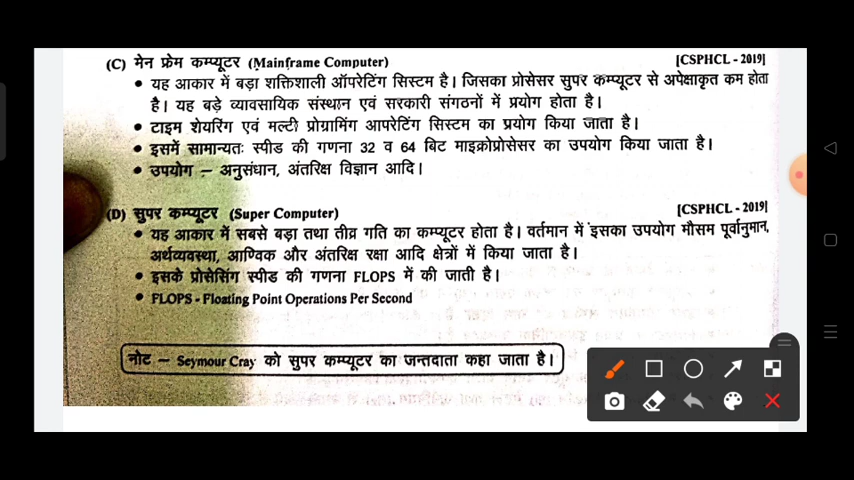 (C) मेन फ्रेम कम्प्यूटर (Mainframe Computer) [CSPHCL - 2019]
• यह आकार में बड़ा शक्तिशाली ऑपरेटिंग सिस्टम है। जिसका प्रोसेसर सुपर कम्प्यूटर से अपेक्षाकृत कम होता
है। यह बड़े व्यावसायिक संस्थान एवं सरकारी संगठनों में प्रयोग होता है।
• टाइम शेयरिंग एवं मल्टी प्रोग्रामिंग आपरेटिंग सिस्टम का प्रयोग किया जाता है।
• इसमें सामान्यतः स्पीड की गणना 32 व 64 बिट माइक्रोप्रोसेसर का उपयोग किया जाता है।
• उपयोग – अनुसंधान, अंतरिक्ष विज्ञान आदि।
(D) सुपर कम्प्यूटर (Super Computer) [CSPHCL - 2019]
• यह आकार में सबसे बड़ा तथा तीव्र गति का कम्प्यूटर होता है। वर्तमान में इसका उपयोग मौसम पूर्वानुमान,
अर्थव्यवस्था, आण्विक और अंतरिक्ष रक्षा आदि क्षेत्रों में किया जाता है।
• इसके प्रोसेसिंग स्पीड की गणना FLOPS में की जाती है।
• FLOPS - Floating Point Operations Per Second
नोट – Seymour Cray को सुपर कम्प्यूटर का जन्तदाता कहा जाता है।